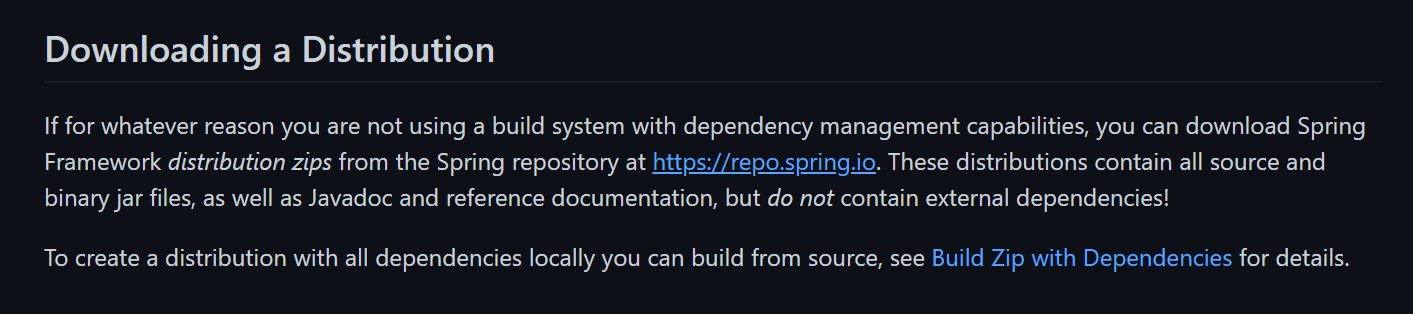 Downloading a Distribution
If for whatever reason you are not using a build system with dependency management capabilities, you can download Spring
Framework distribution zips from the Spring repository at https://repo.spring.io. These distributions contain all source and
binary jar files, as well as Javadoc and reference documentation, but do not contain external dependencies!
To create a distribution with all dependencies locally you can build from source, see Build Zip with Dependencies for details.